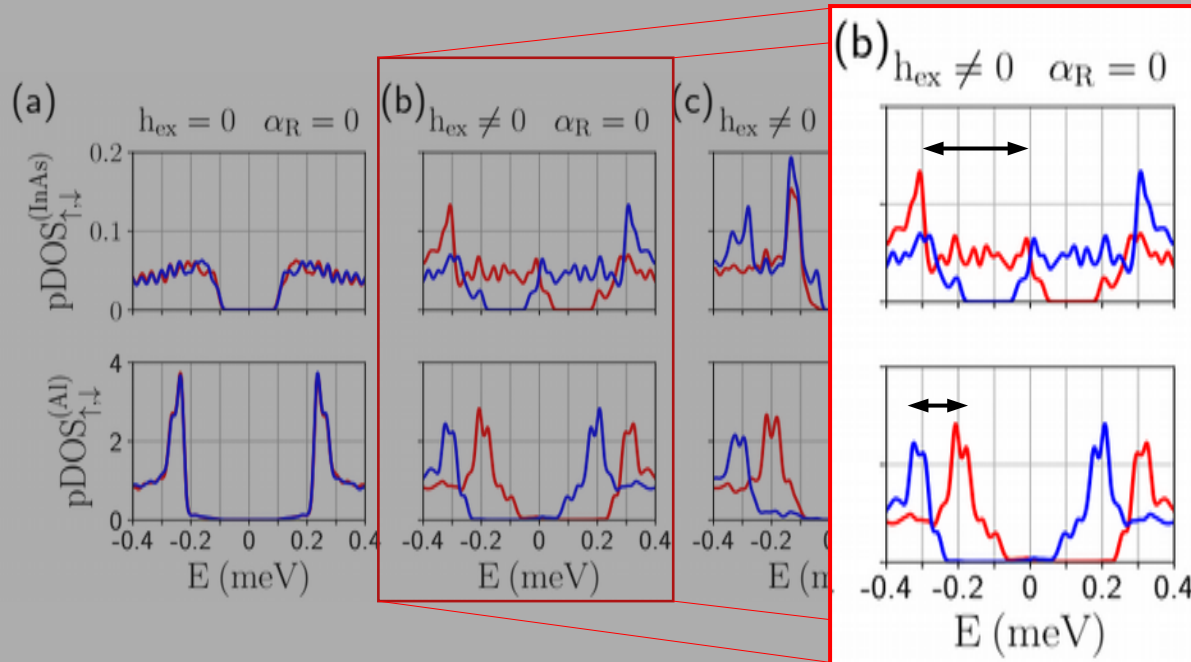 (a)
h_ex = 0 α_R = 0
pDOS^(InAs)_↑,↓
0.2
0.1
0
pDOS^(Al)_↑,↓
4
2
0
-0.4 -0.2 0 0.2 0.4
E (meV)
(b)
h_ex ≠ 0 α_R = 0
-0.4 -0.2 0 0.2 0.4
E (meV)
(c)
h_ex ≠ 0
-0.4 -0.2 0
E (m
(b)
h_ex ≠ 0 α_R = 0
-0.4 -0.2 0 0.2 0.4
E (meV)